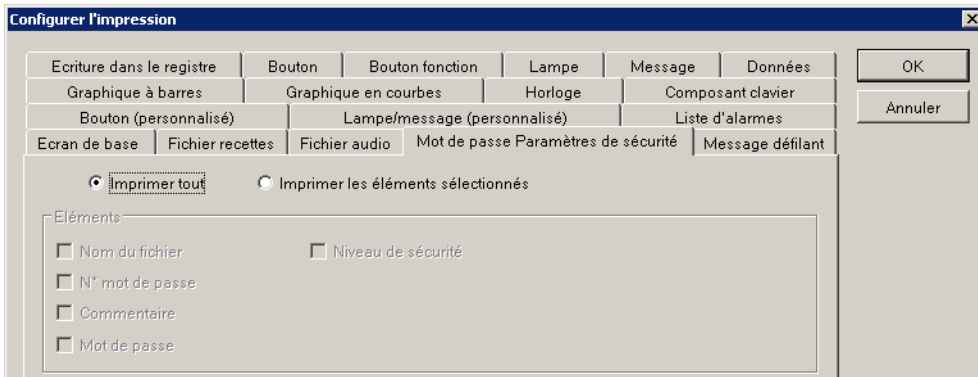 Configurer l'impression
Ecriture dans le registre Bouton Bouton fonction Lampe Message Données OK
Graphique à barres Graphique en courbes Horloge Composant clavier
Bouton (personnalisé) Lampe/message (personnalisé) Liste d'alarmes Annuler
Ecran de base Fichier recettes Fichier audio Mot de passe Paramètres de sécurité Message défilant
Imprimer tout Imprimer les éléments sélectionnés
Eléments
Nom du fichier Niveau de sécurité
N° mot de passe
Commentaire
Mot de passe